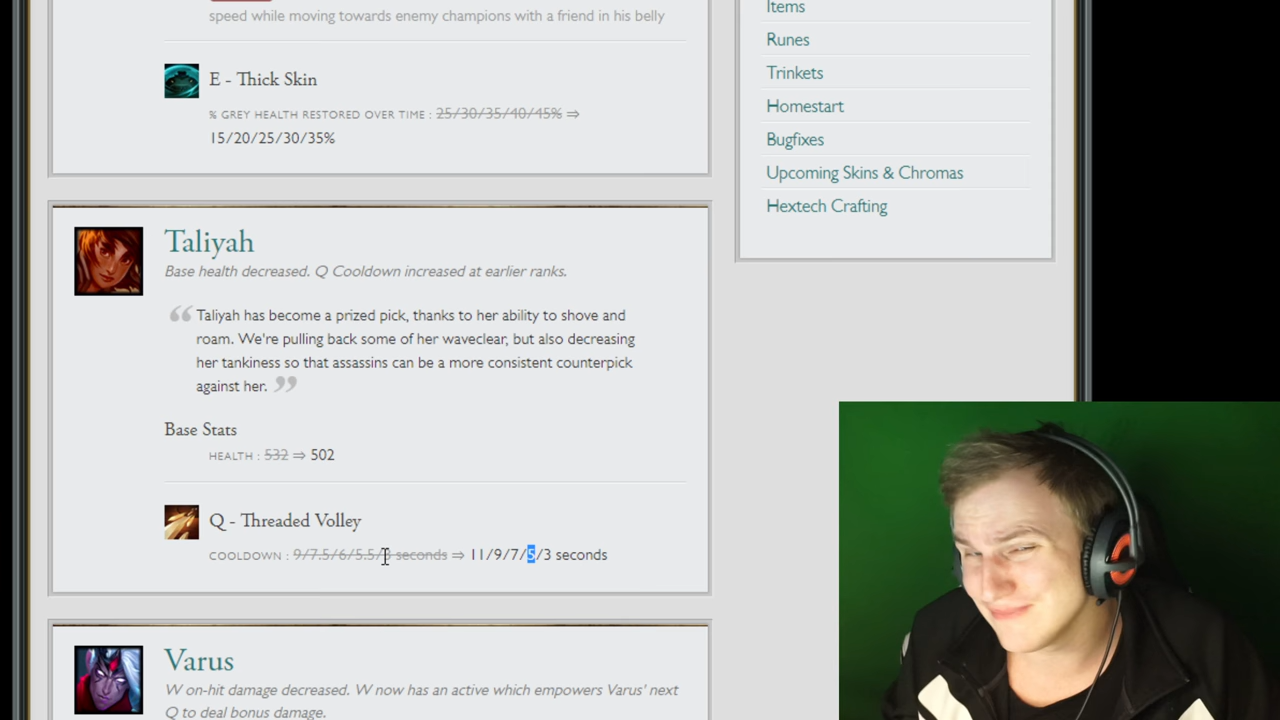 speed while moving towards enemy champions with a friend in his belly
E - Thick Skin
% GREY HEALTH RESTORED OVER TIME : 25/30/35/40/45% ⇒
15/20/25/30/35%
Taliyah
Base health decreased. Q Cooldown increased at earlier ranks.
“ Taliyah has become a prized pick, thanks to her ability to shove and
roam. We're pulling back some of her waveclear, but also decreasing
her tankiness so that assassins can be a more consistent counterpick
against her. ”
Base Stats
HEALTH : 532 ⇒ 502
Q - Threaded Volley
COOLDOWN : 9/7.5/6/5.5/3 seconds ⇒ 11/9/7/5/3 seconds
Varus
W on-hit damage decreased. W now has an active which empowers Varus' next
Q to deal bonus damage.
Items
Runes
Trinkets
Homestart
Bugfixes
Upcoming Skins & Chromas
Hextech Crafting